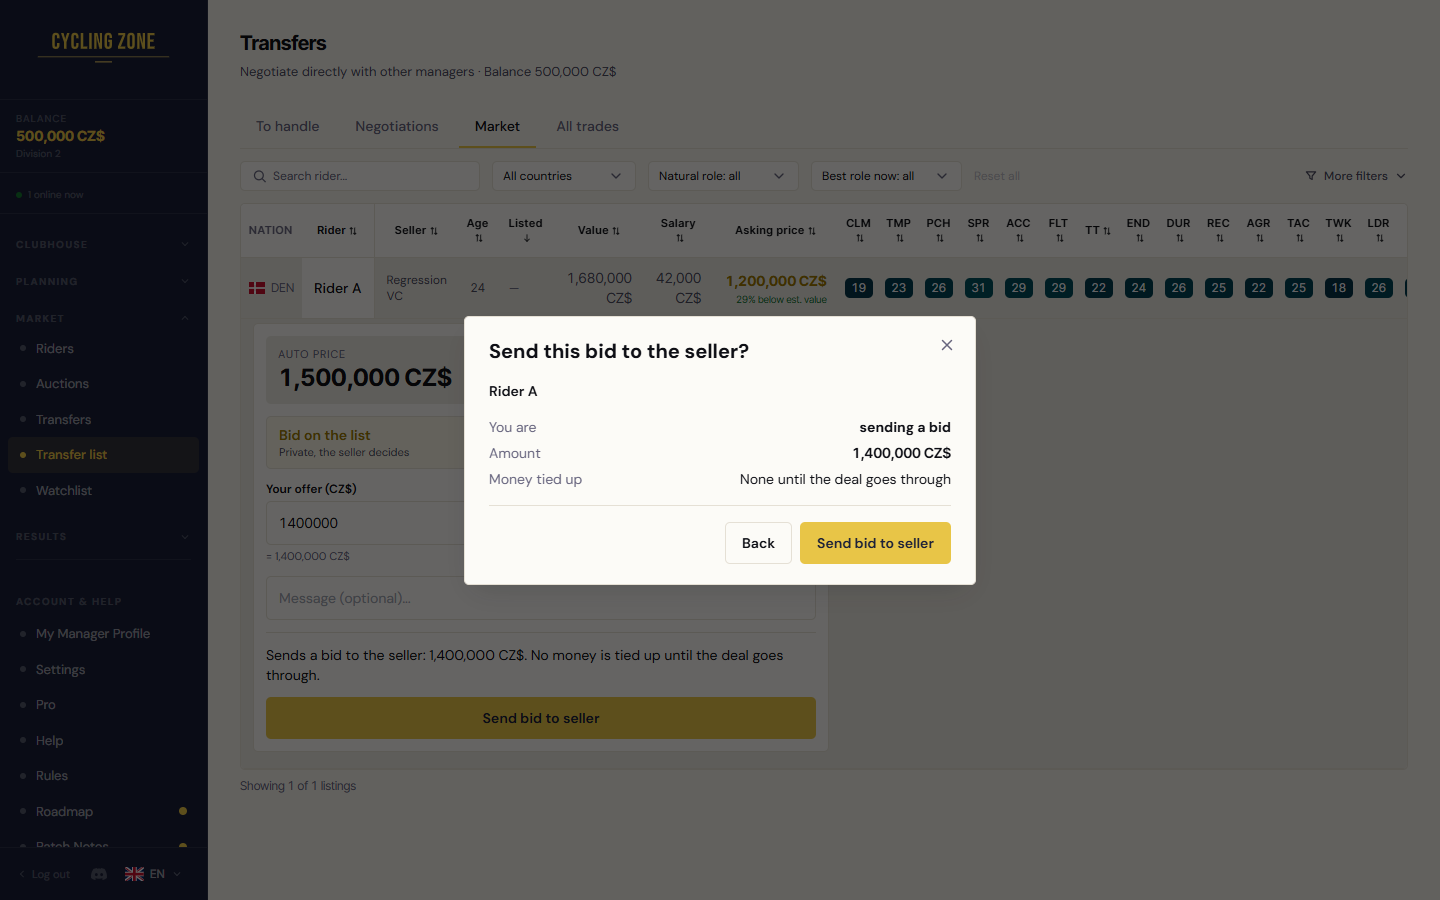 CYCLING ZONE
BALANCE
500,000 CZ$
Division 2
1 online now
CLUBHOUSE
PLANNING
MARKET
Riders
Auctions
Transfers
Transfer list
Watchlist
RESULTS
ACCOUNT & HELP
My Manager Profile
Settings
Pro
Help
Rules
Roadmap
Patch Notes
Log out
EN
Transfers
Negotiate directly with other managers · Balance 500,000 CZ$
To handle Negotiations Market All trades
Search rider... All countries Natural role: all Best role now: all Reset all More filters
NATION Rider ⇅ Seller ⇅ Age ⇅ Listed ↓ Value ⇅ Salary ⇅ Asking price ⇅ CLM ⇅ TMP ⇅ PCH ⇅ SPR ⇅ ACC ⇅ FLT ⇅ TT ⇅ END ⇅ DUR ⇅ REC ⇅ AGR ⇅ TAC ⇅ TWK ⇅ LDR ⇅
DEN Rider A Regression VC 24 — 1,680,000 CZ$ 42,000 CZ$ 1,200,000 CZ$ 19 23 26 31 29 29 22 24 26 25 22 25 18 26
29% below est. value
AUTO PRICE
1,500,000 CZ$
Bid on the list
Private, the seller decides
Your offer (CZ$)
1400000
= 1,400,000 CZ$
Message (optional)...
Sends a bid to the seller: 1,400,000 CZ$. No money is tied up until the deal goes
through.
Send bid to seller
Showing 1 of 1 listings
Send this bid to the seller?
Rider A
You are sending a bid
Amount 1,400,000 CZ$
Money tied up None until the deal goes through
Back Send bid to seller